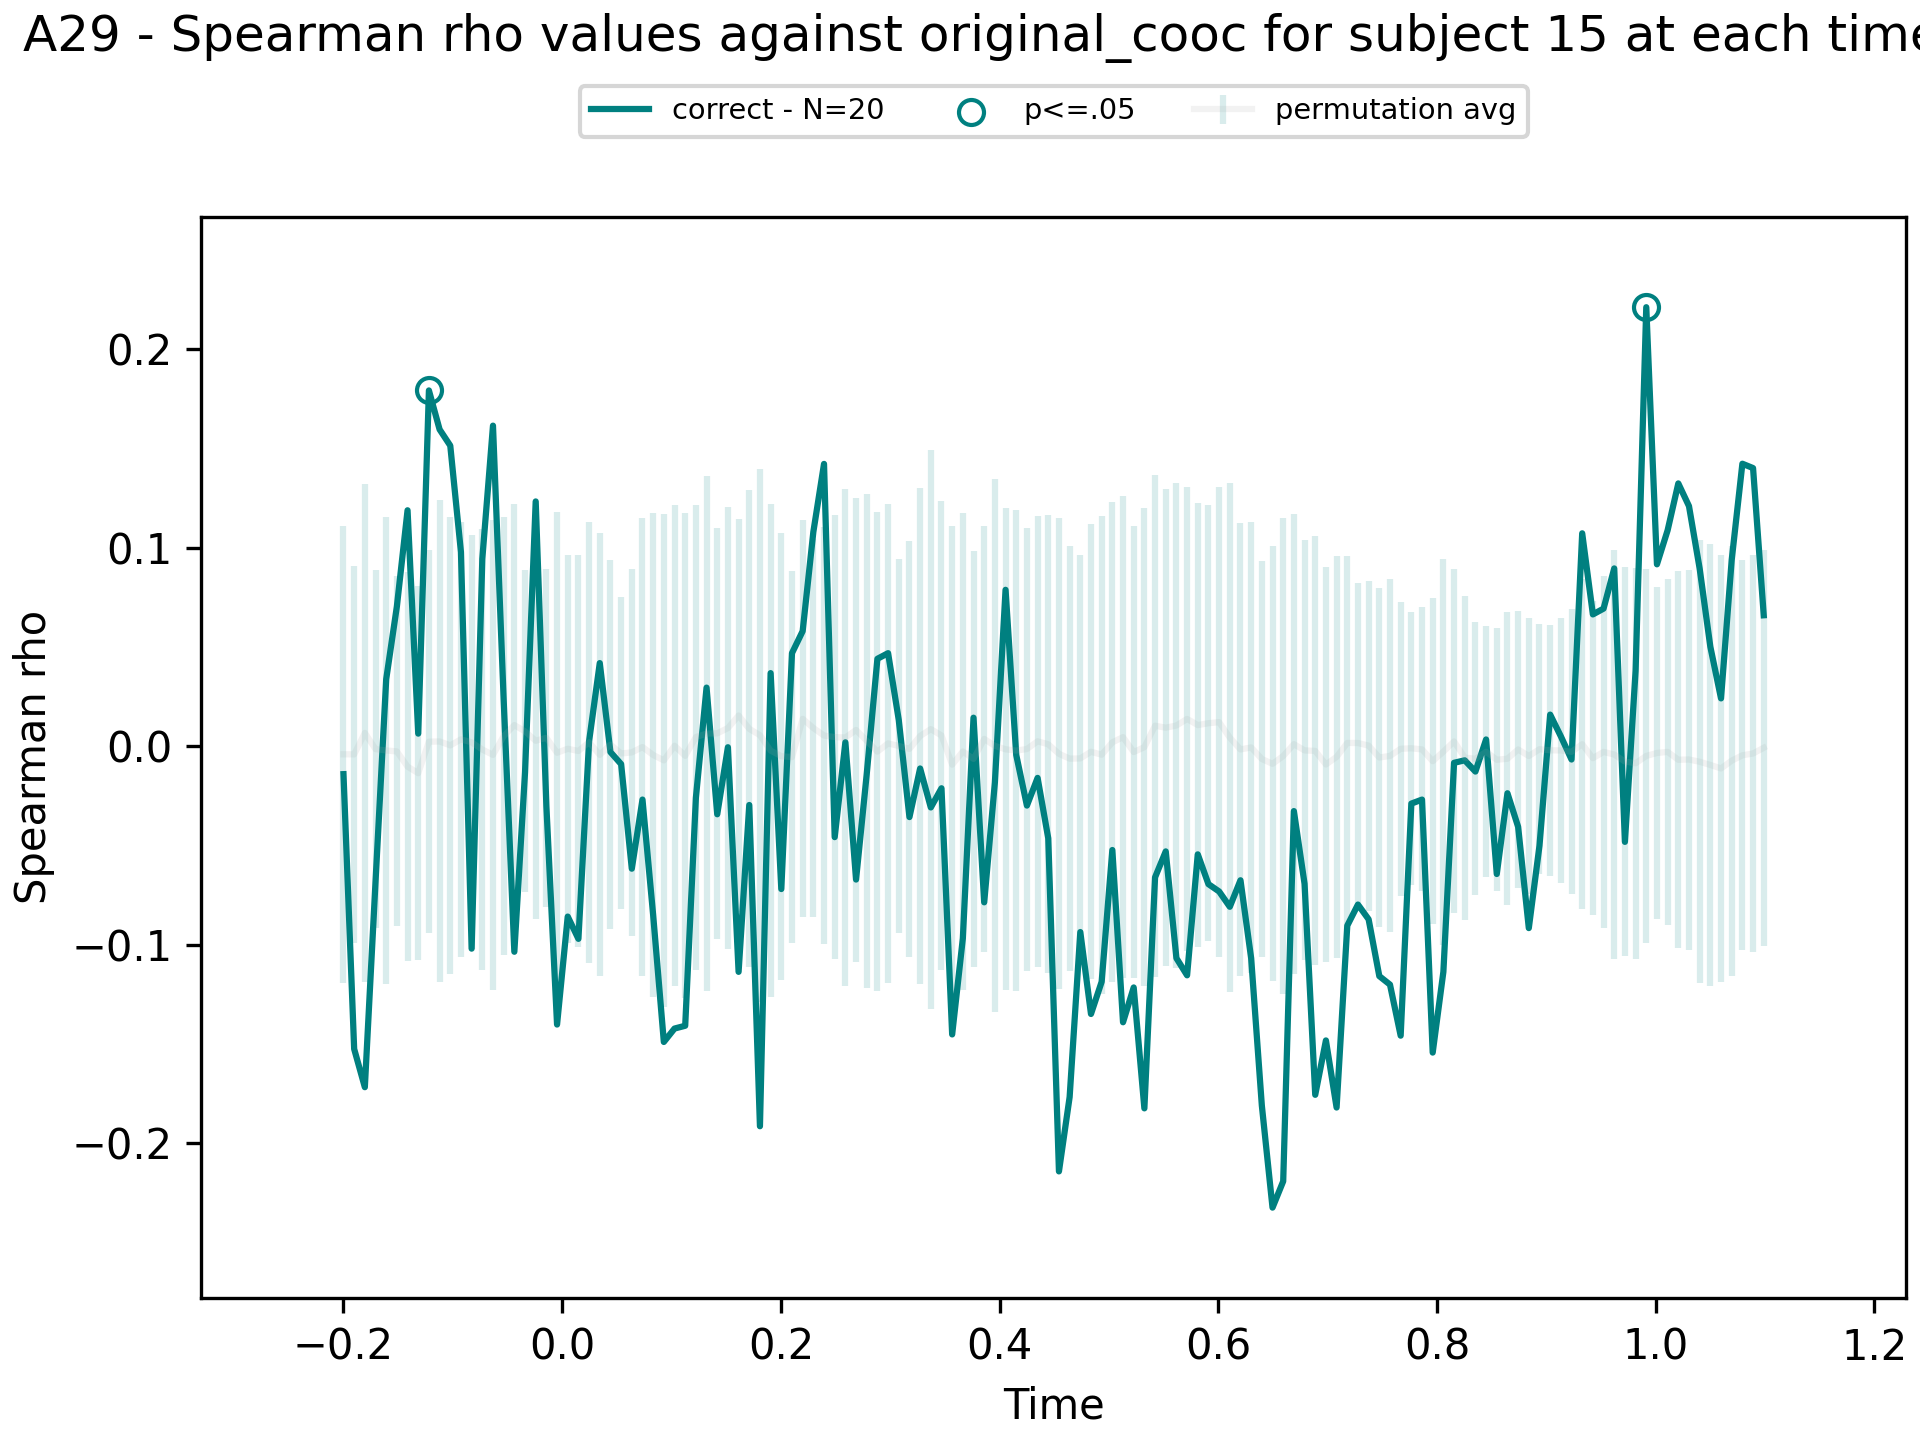 A29 - Spearman rho values against original_cooc for subject 15 at each time
correct - N=20 p<=.05 permutation avg
0.2
0.1
0.0
−0.1
−0.2
Spearman rho
−0.2 0.0 0.2 0.4 0.6 0.8 1.0 1.2
Time